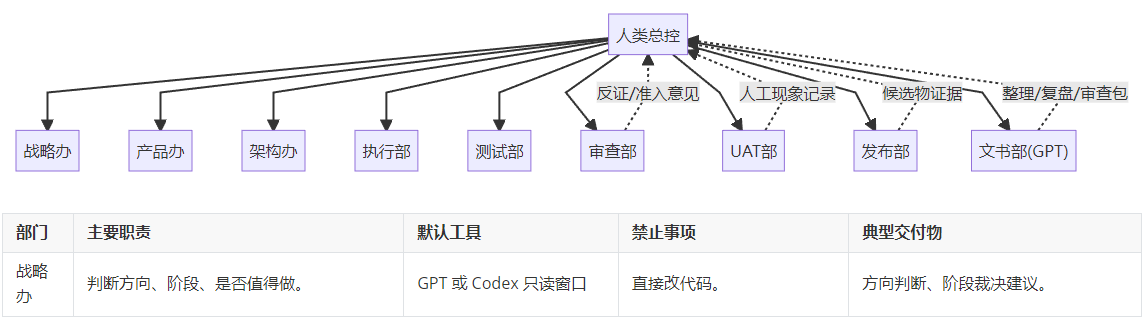 人类总控
反证/准入意见
人工现象记录
候选物证据
整理/复盘/审查包
战略办
产品办
架构办
执行部
测试部
审查部
UAT部
发布部
文书部(GPT)
部门
主要职责
默认工具
禁止事项
典型交付物
战略
办
判断方向、阶段、是否值得做。
GPT 或 Codex 只读窗口
直接改代码。
方向判断、阶段裁决建议。